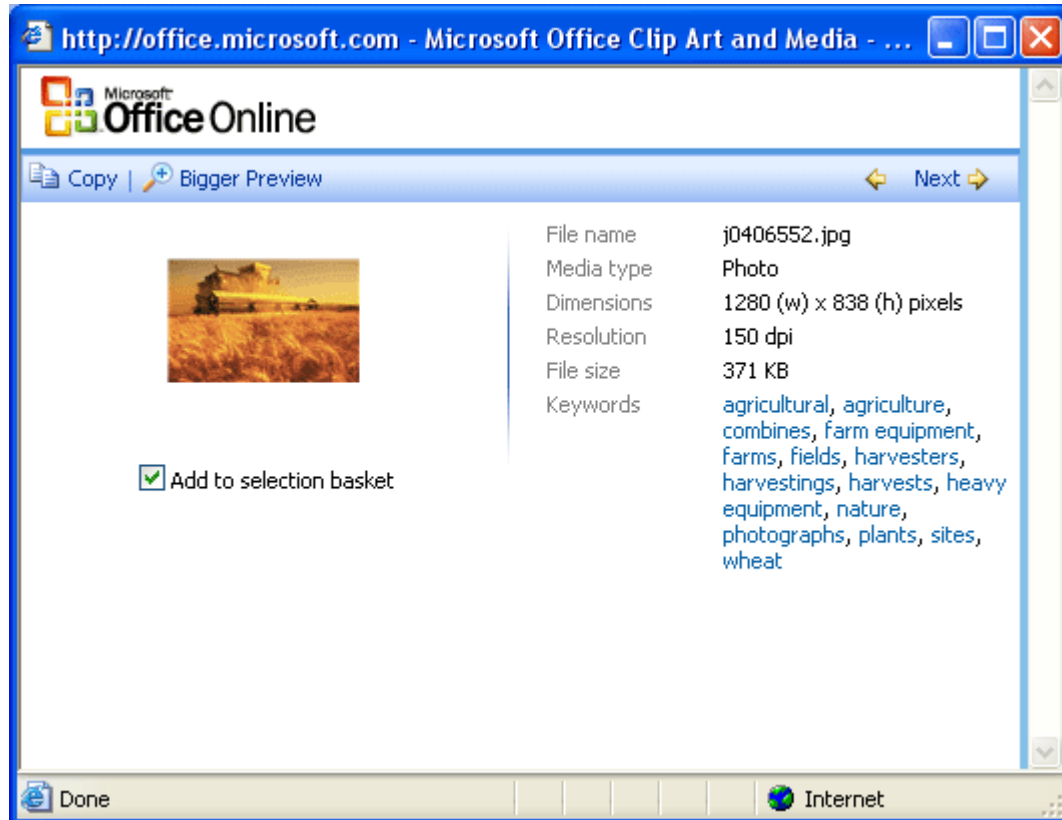 http://office.microsoft.com - Microsoft Office Clip Art and Media - ...
Microsoft
Office Online
Copy | Bigger Preview
Next
File name j0406552.jpg
Media type Photo
Dimensions 1280 (w) x 838 (h) pixels
Resolution 150 dpi
File size 371 KB
Keywords agricultural, agriculture,
combines, farm equipment,
farms, fields, harvesters,
harvestings, harvests, heavy
equipment, nature,
photographs, plants, sites,
wheat
Add to selection basket
Done Internet